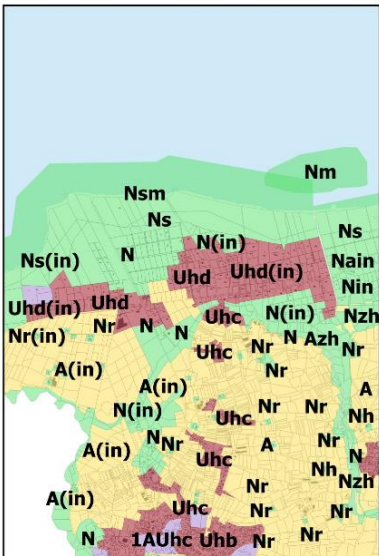 Nm
Nsm
Ns
Ns
N(in)
Ns(in)
N
Nain
Uhd
Uhd(in)
Nin
Uhd(in)
Uhd
Uhc
N(in)
Nzh
Nr(in)
Nr
N
N
N
Azh
Uhc
Nr
Nr
Nr
A(in)
A(in)
A
N(in)
Uhc
Nr
Nr
Nh
A(in)
N
Nr
A
N
Uhc
Nh
Nr
Nzh
A(in)
Uhc
Nr
Nr
N
1AUhc
Uhb
Nr
Nr